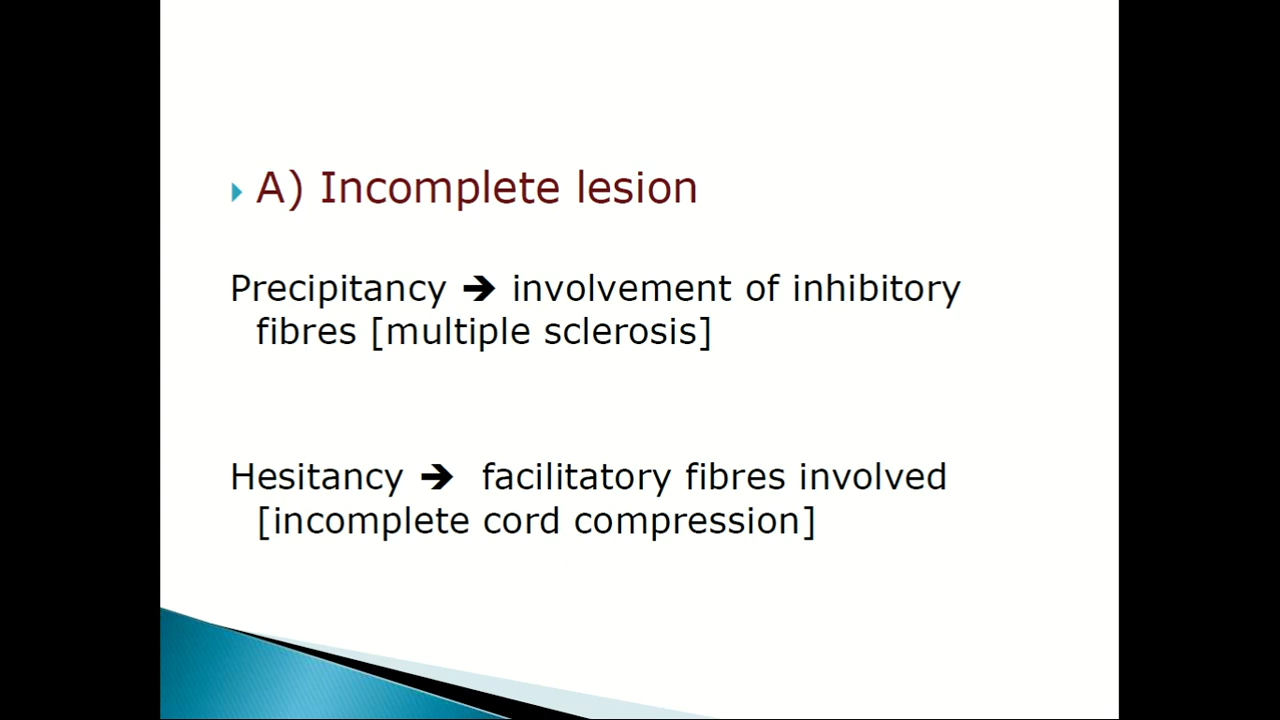 A) Incomplete lesion
Precipitancy ➔ involvement of inhibitory
fibres [multiple sclerosis]
Hesitancy ➔ facilitatory fibres involved
[incomplete cord compression]